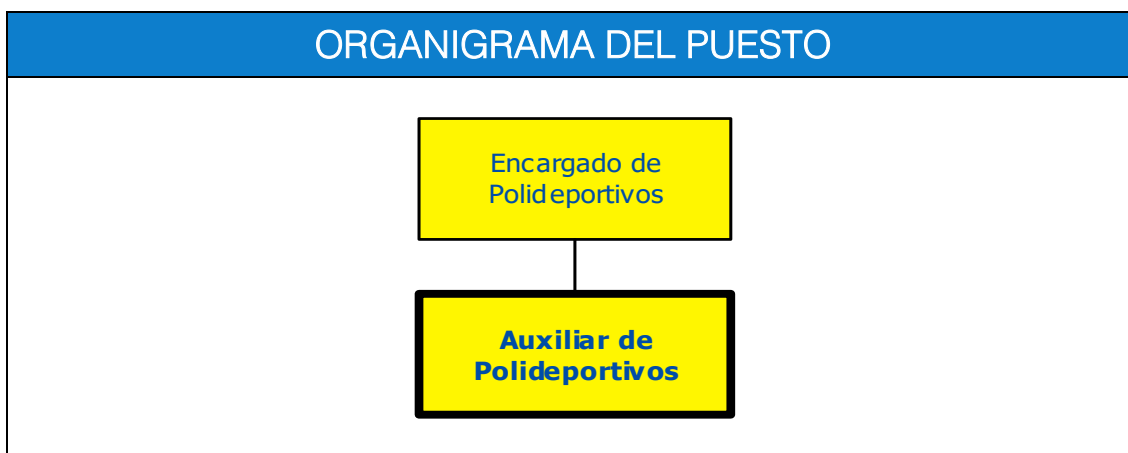 ORGANIGRAMA DEL PUESTO
Encargado de
Polideportivos
Auxiliar de
Polideportivos